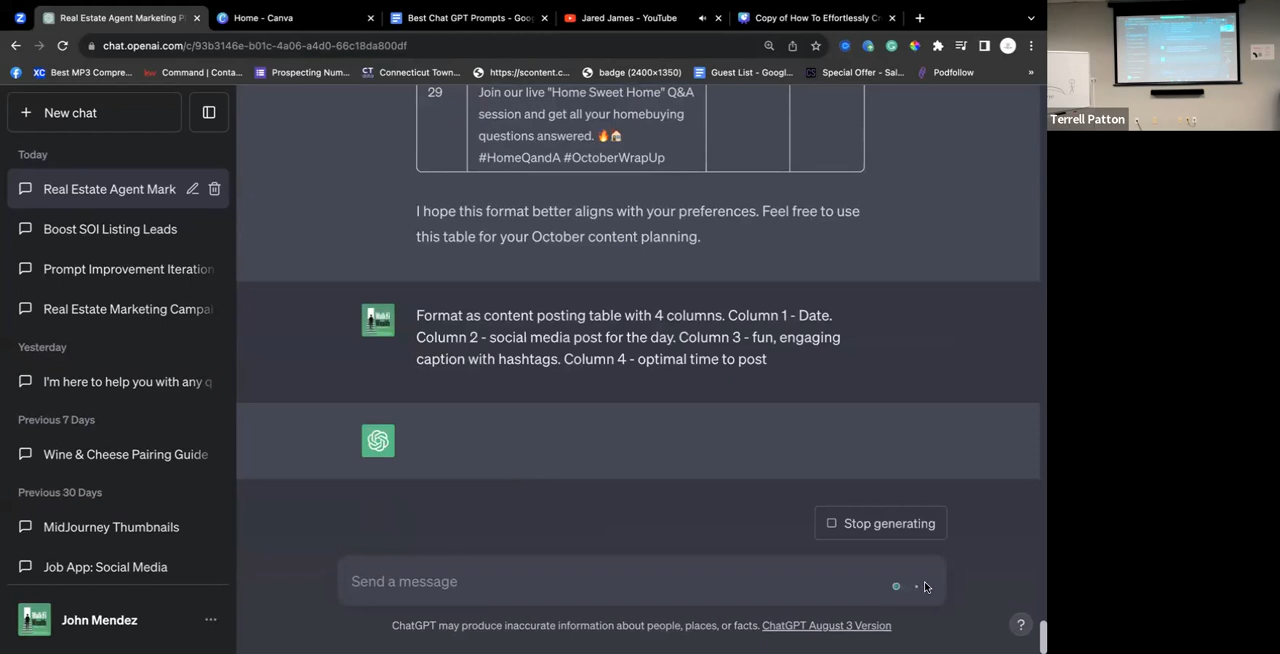 Real Estate Agent Marketing P
Home - Canva
Best Chat GPT Prompts - Goo
Jared James - YouTube
Copy of How To Effortlessly C
chat.openai.com/c/93b3146e-b01c-4a06-a4d0-66c18da800df
Best MP3 Compre...
Command | Conta...
Prospecting Num...
Connecticut Town...
https://scontent.c...
badge (2400×1350)
Guest List - Googl...
Special Offer - Sal...
Podfollow
»
Terrell Patton
+ New chat
Today
Real Estate Agent Mark
Boost SOI Listing Leads
Prompt Improvement Iteration
Real Estate Marketing Campai
Yesterday
I'm here to help you with any q
Previous 7 Days
Wine & Cheese Pairing Guide
Previous 30 Days
MidJourney Thumbnails
Job App: Social Media
John Mendez
...
29
Join our live "Home Sweet Home" Q&A
session and get all your homebuying
questions answered. 🔥🏠
#HomeQandA #OctoberWrapUp
I hope this format better aligns with your preferences. Feel free to use
this table for your October content planning.
Format as content posting table with 4 columns. Column 1 - Date.
Column 2 - social media post for the day. Column 3 - fun, engaging
caption with hashtags. Column 4 - optimal time to post
Stop generating
Send a message
ChatGPT may produce inaccurate information about people, places, or facts. ChatGPT August 3 Version
?